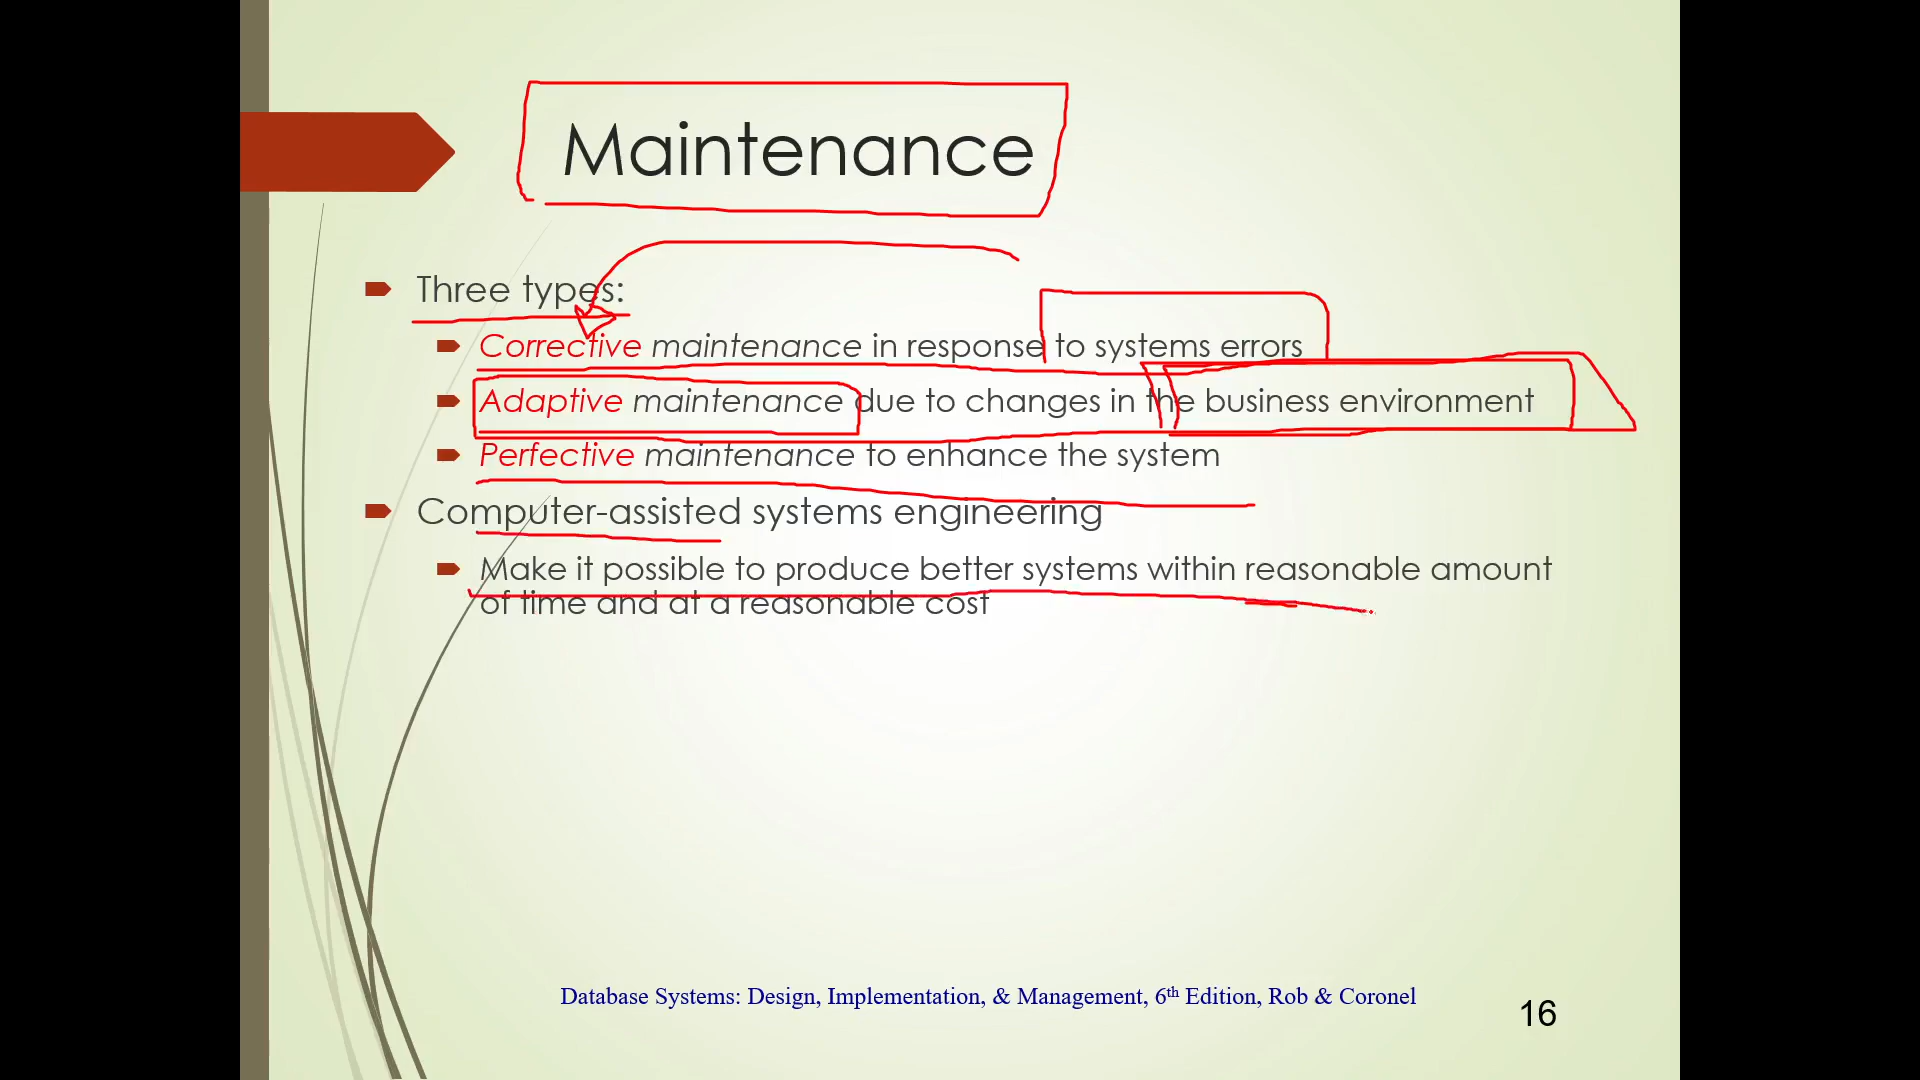 Maintenance
Three types:
Corrective maintenance in response to systems errors
Adaptive maintenance due to changes in the business environment
Perfective maintenance to enhance the system
Computer-assisted systems engineering
Make it possible to produce better systems within reasonable amount
of time and at a reasonable cost
Database Systems: Design, Implementation, & Management, 6th Edition, Rob & Coronel
16